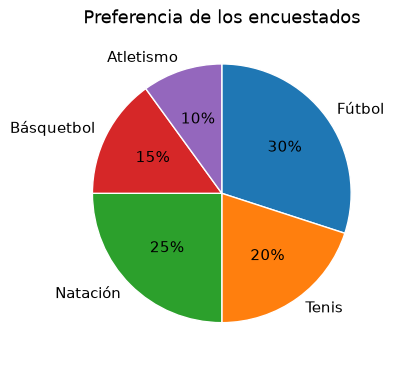 Preferencia de los encuestados
Atletismo
Fútbol
10%
30%
Básquetbol
15%
25%
20%
Natación
Tenis